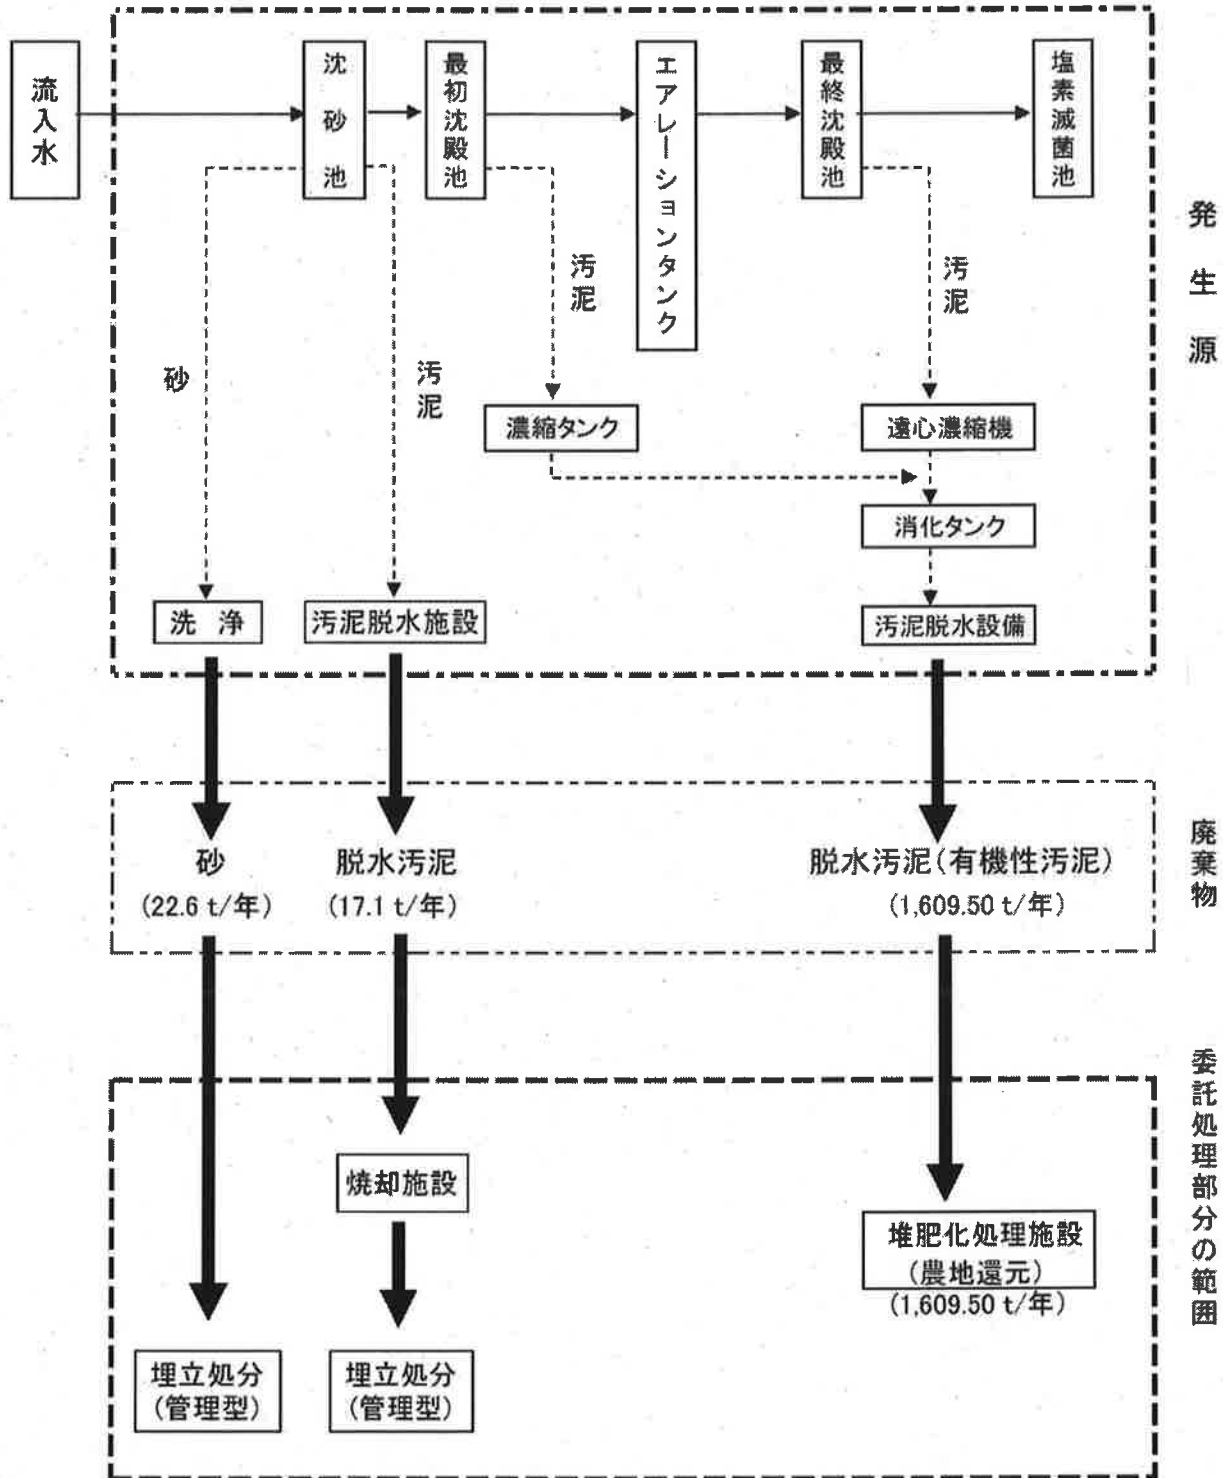 流入水
沈砂池
最初沈殿池
エアレーションタンク
最終沈殿池
塩素滅菌池
発生源
砂
汚泥
汚泥
汚泥
濃縮タンク
遠心濃縮機
消化タンク
洗 浄
汚泥脱水施設
汚泥脱水設備
砂
(22.6 t/年)
脱水汚泥
(17.1 t/年)
脱水汚泥(有機性汚泥)
(1,609.50 t/年)
廃棄物
委託処理部分の範囲
焼却施設
堆肥化処理施設
(農地還元)
(1,609.50 t/年)
埋立処分
(管理型)
埋立処分
(管理型)